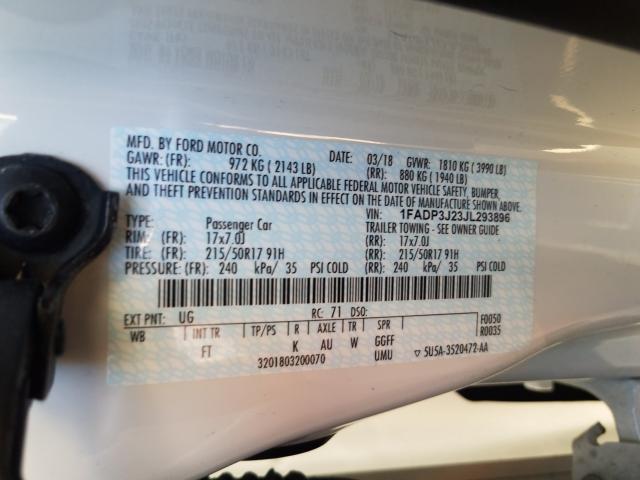 MFD. BY FORD MOTOR CO.
DATE: 03/18 GVWR: 1810 KG ( 3990 LB)
GAWR: (FR): 972 KG ( 2143 LB) (RR): 880 KG ( 1940 LB)
THIS VEHICLE CONFORMS TO ALL APPLICABLE FEDERAL MOTOR VEHICLE SAFETY, BUMPER,
AND THEFT PREVENTION STANDARDS IN EFFECT ON THE DATE OF MANUFACTURE SHOWN ABOVE.
VIN: 1FADP3J23JL293896
TYPE: Passenger Car TRAILER TOWING - SEE OWNER GUIDE
RIM: (FR): 17x7.0J (RR): 17x7.0J
TIRE: (FR): 215/50R17 91H (RR): 215/50R17 91H
PRESSURE: (FR): 240 kPa/ 35 PSI COLD (RR): 240 kPa/ 35 PSI COLD
EXT PNT: UG RC: 71 DSO: F0050
WB INT TR TP/PS R AXLE TR SPR R0035
FT K AU W GGFF
3201803200070 UMU ▽ 5U5A-3520472-AA